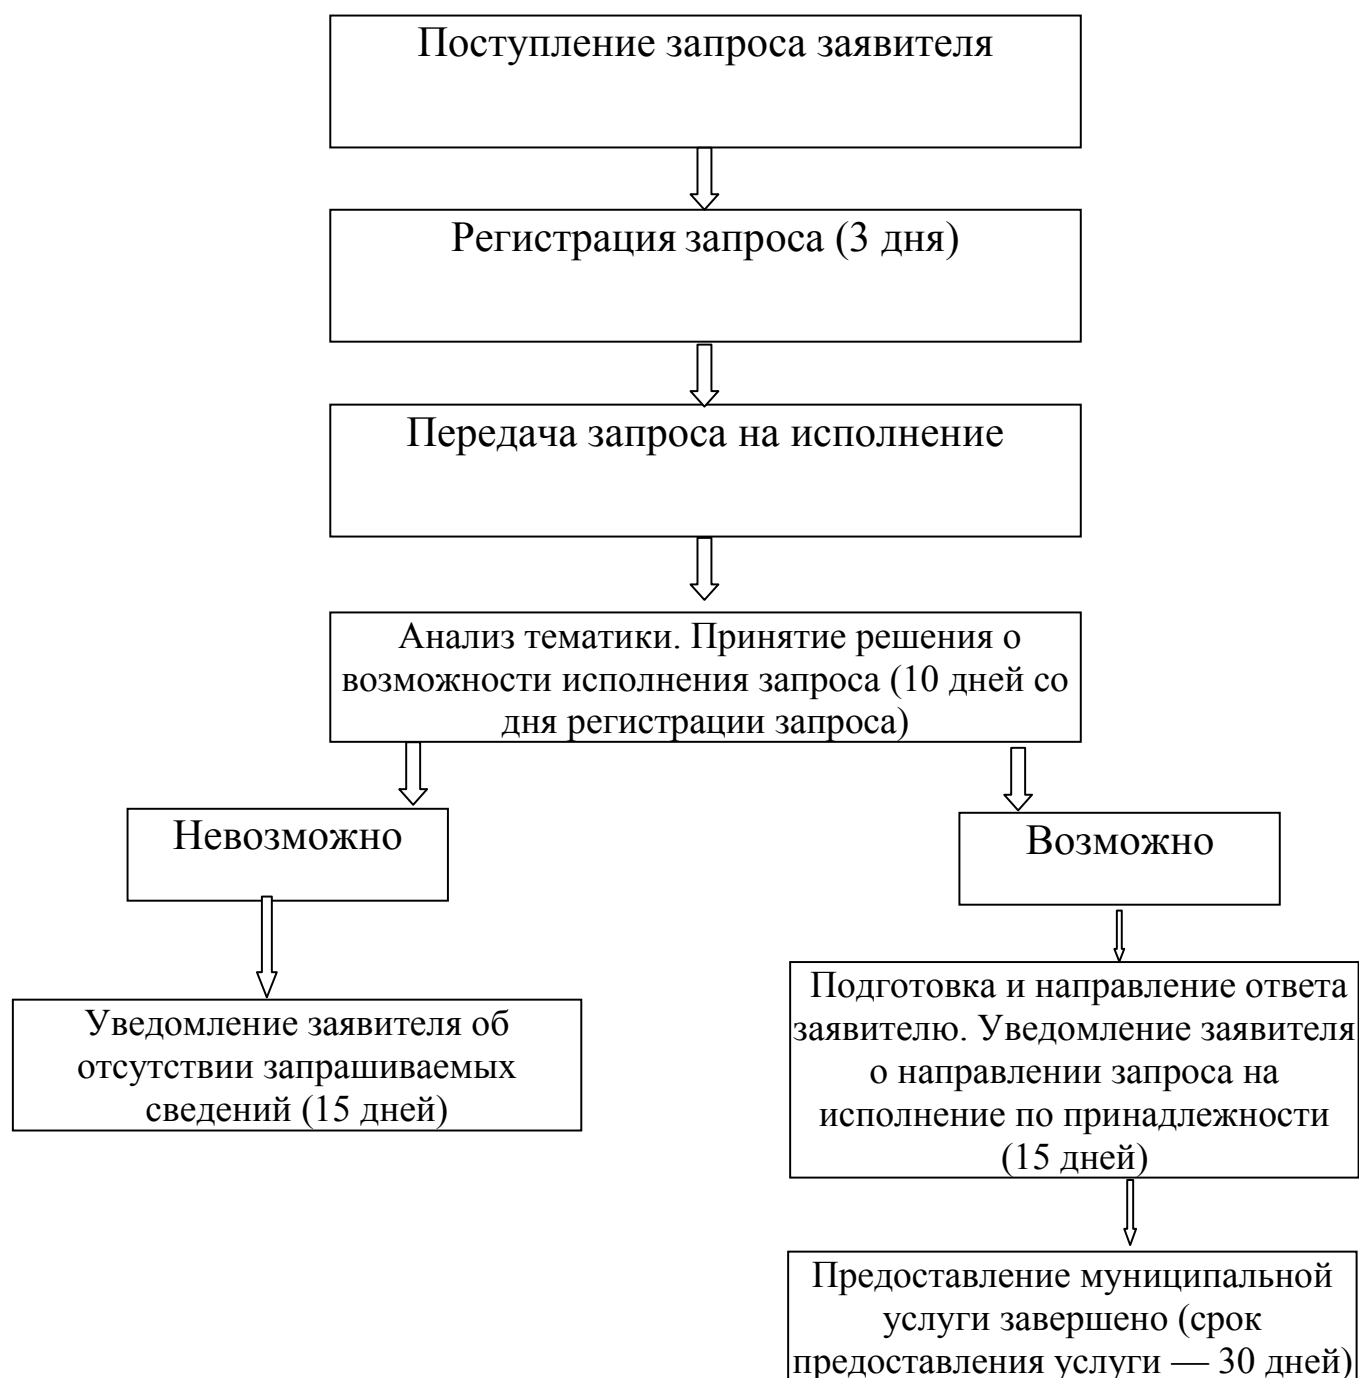 Поступление запроса заявителя
Регистрация запроса (3 дня)
Передача запроса на исполнение
Анализ тематики. Принятие решения о
возможности исполнения запроса (10 дней со
дня регистрации запроса)
Невозможно
Возможно
Уведомление заявителя об
отсутствии запрашиваемых
сведений (15 дней)
Подготовка и направление ответа
заявителю. Уведомление заявителя
о направлении запроса на
исполнение по принадлежности
(15 дней)
Предоставление муниципальной
услуги завершено (срок
предоставления услуги — 30 дней)